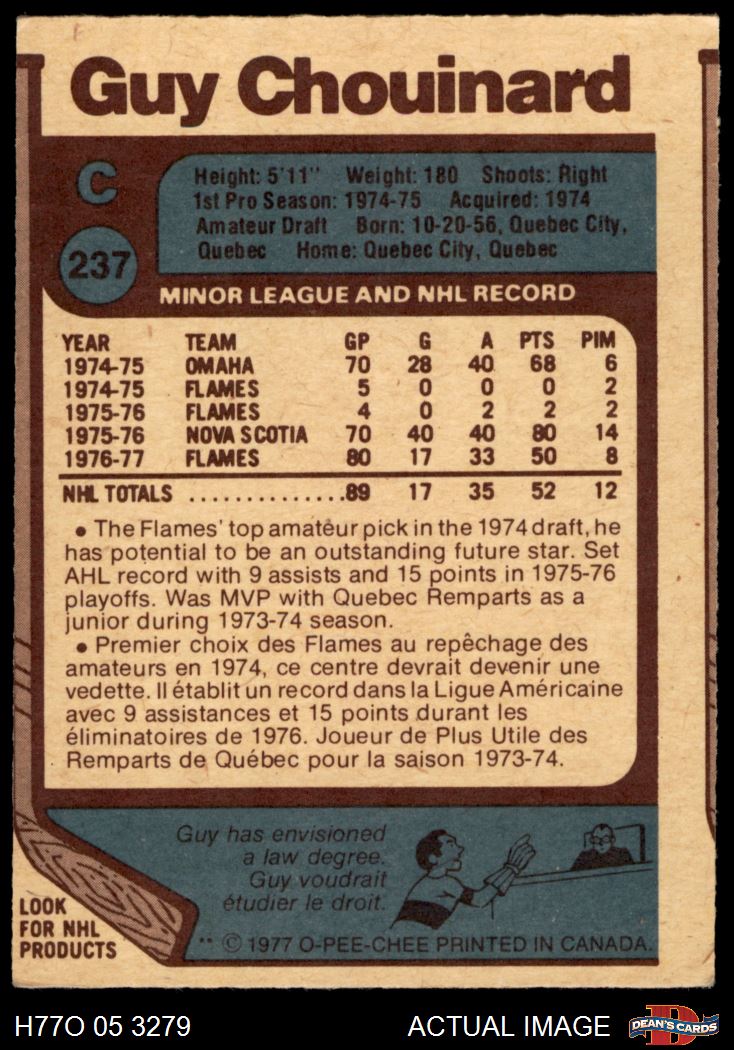 Guy Chouinard
C
237
Height: 5'11" Weight: 180 Shoots: Right
1st Pro Season: 1974-75 Acquired: 1974
Amateur Draft Born: 10-20-56, Quebec City,
Quebec Home: Quebec City, Quebec
MINOR LEAGUE AND NHL RECORD
YEAR TEAM GP G A PTS PIM
1974-75 OMAHA 70 28 40 68 6
1974-75 FLAMES 5 0 0 0 2
1975-76 FLAMES 4 0 2 2 2
1975-76 NOVA SCOTIA 70 40 40 80 14
1976-77 FLAMES 80 17 33 50 8
NHL TOTALS ..............89 17 35 52 12
• The Flames' top amateur pick in the 1974 draft, he
has potential to be an outstanding future star. Set
AHL record with 9 assists and 15 points in 1975-76
playoffs. Was MVP with Quebec Remparts as a
junior during 1973-74 season.
• Premier choix des Flames au repêchage des
amateurs en 1974, ce centre devrait devenir une
vedette. Il établit un record dans la Ligue Américaine
avec 9 assistances et 15 points durant les
éliminatoires de 1976. Joueur de Plus Utile des
Remparts de Québec pour la saison 1973-74.
Guy has envisioned
a law degree.
Guy voudrait
étudier le droit.
LOOK
FOR NHL
PRODUCTS
** © 1977 O-PEE-CHEE PRINTED IN CANADA.
H77O 05 3279 ACTUAL IMAGE D DEAN'S CARDS